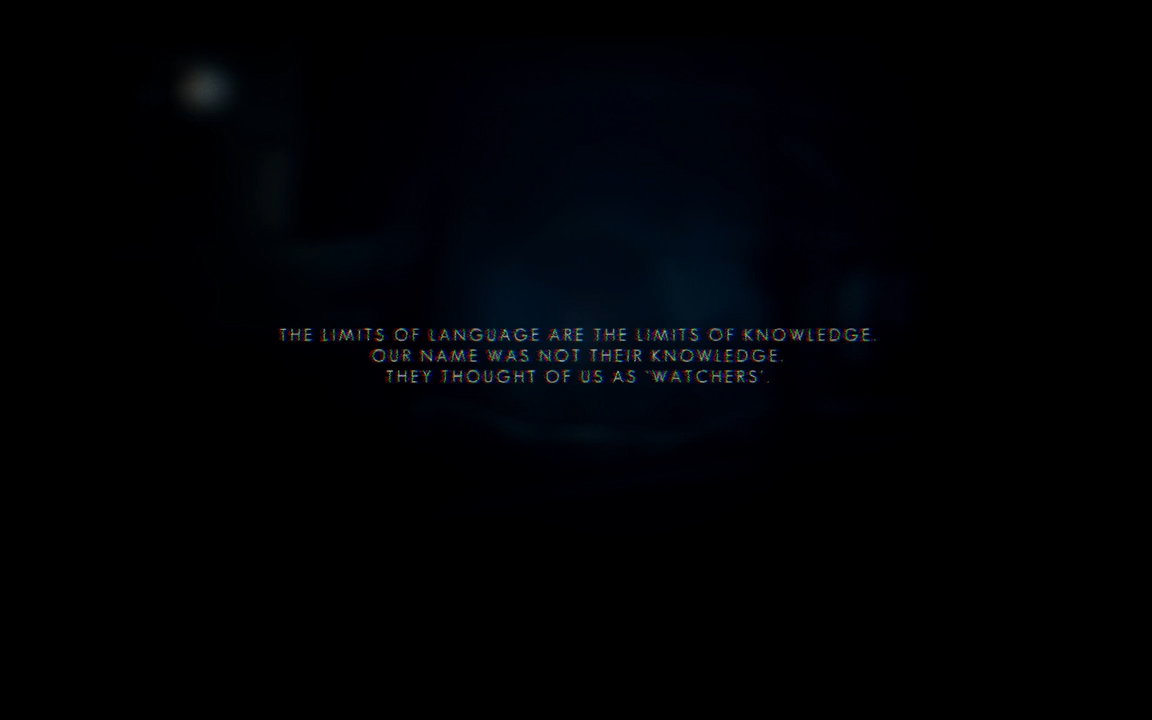 THE LIMITS OF LANGUAGE ARE THE LIMITS OF KNOWLEDGE.
OUR NAME WAS NOT THEIR KNOWLEDGE.
THEY THOUGHT OF US AS 'WATCHERS'.